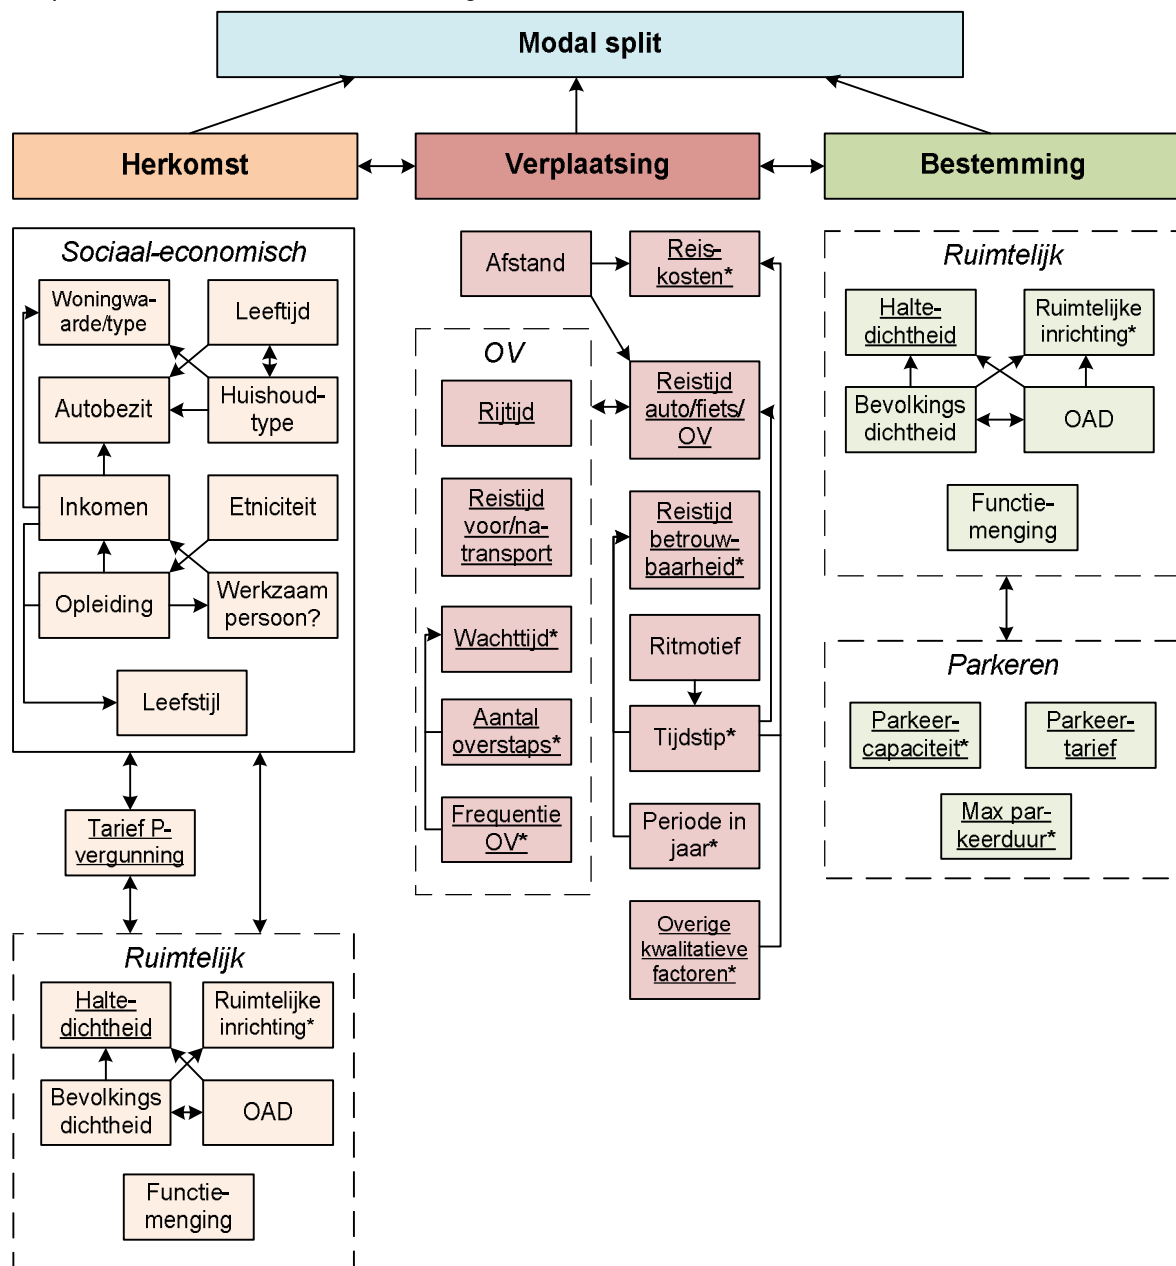 Modal split
Herkomst
Verplaatsing
Bestemming
Sociaal-economisch
Woningwa-
arde/type
Leeftijd
Autobezit
Huishoud-
type
Inkomen
Etniciteit
Opleiding
Werkzaam
persoon?
Leefstijl
Tarief P-
vergunning
Ruimtelijk
Halte-
dichtheid
Ruimtelijke
inrichting*
Bevolkings
dichtheid
OAD
Functie-
menging
Afstand
Reis-
kosten*
OV
Rijtijd
Reistijd
voor/na-
transport
Wachttijd*
Aantal
overstaps*
Frequentie
OV*
Reistijd
auto/fiets/
OV
Reistijd
betrouw-
baarheid*
Ritmotief
Tijdstip*
Periode in
jaar*
Overige
kwalitatieve
factoren*
Ruimtelijk
Halte-
dichtheid
Ruimtelijke
inrichting*
Bevolkings
dichtheid
OAD
Functie-
menging
Parkeren
Parkeer-
capaciteit*
Parkeer-
tarief
Max par-
keerduur*